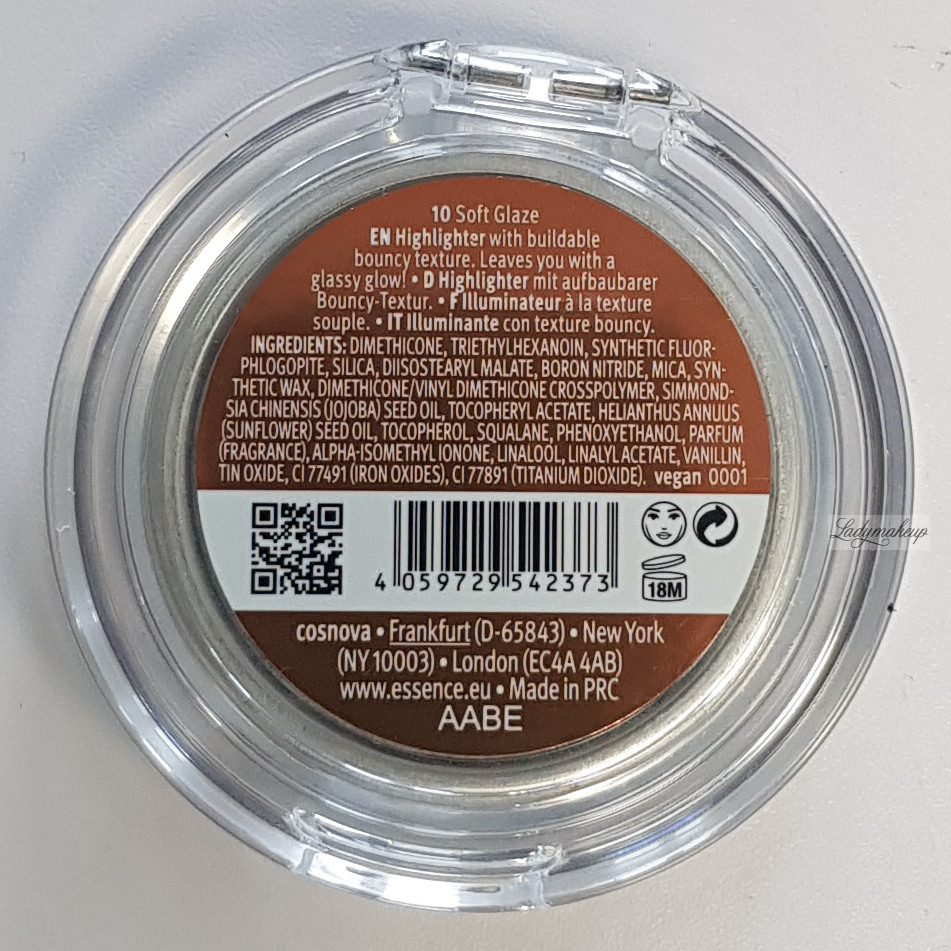 10 Soft Glaze
EN Highlighter with buildable
bouncy texture. Leaves you with a
glassy glow! • D Highlighter mit aufbaubarer
Bouncy-Textur. • F Illuminateur à la texture
souple. • IT Illuminante con texture bouncy.
INGREDIENTS: DIMETHICONE, TRIETHYLHEXANOIN, SYNTHETIC FLUOR-
PHLOGOPITE, SILICA, DIISOSTEARYL MALATE, BORON NITRIDE, MICA, SYN-
THETIC WAX, DIMETHICONE/VINYL DIMETHICONE CROSSPOLYMER, SIMMOND-
SIA CHINENSIS (JOJOBA) SEED OIL, TOCOPHERYL ACETATE, HELIANTHUS ANNUUS
(SUNFLOWER) SEED OIL, TOCOPHEROL, SQUALANE, PHENOXYETHANOL, PARFUM
(FRAGRANCE), ALPHA-ISOMETHYL IONONE, LINALOOL, LINALYL ACETATE, VANILLIN,
TIN OXIDE, CI 77491 (IRON OXIDES), CI 77891 (TITANIUM DIOXIDE). vegan 0001
4 059729 542373
18M
Ladymakeup
cosnova • Frankfurt (D-65843) • New York
(NY 10003) • London (EC4A 4AB)
www.essence.eu • Made in PRC
AABE